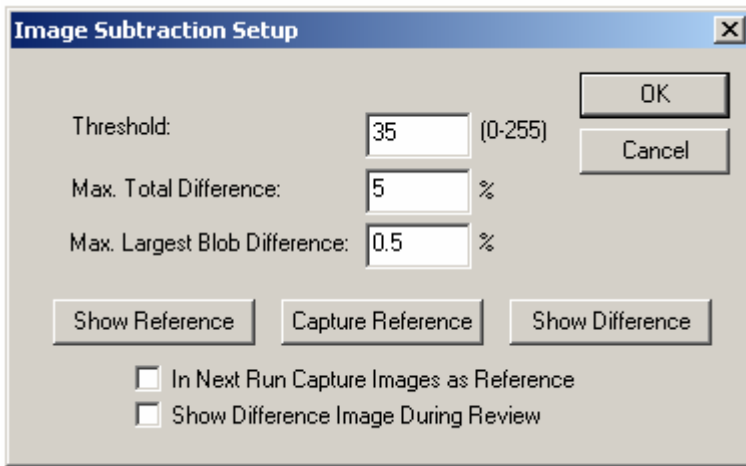 Image Subtraction Setup
OK
Threshold: 35 (0-255)
Cancel
Max. Total Difference: 5 %
Max. Largest Blob Difference: 0.5 %
Show Reference Capture Reference Show Difference
In Next Run Capture Images as Reference
Show Difference Image During Review